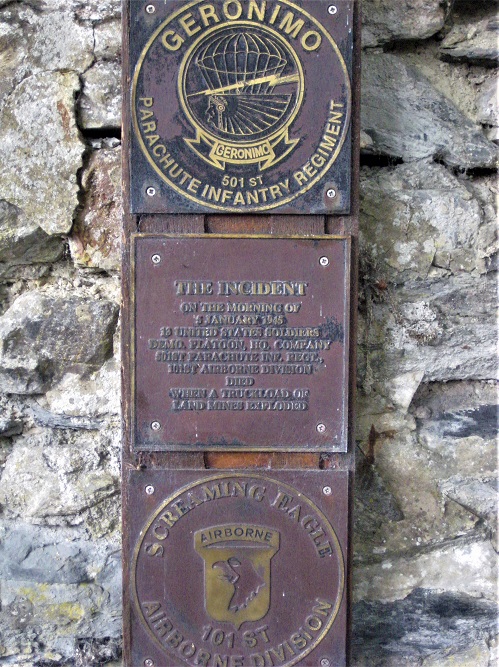 GERONIMO
GERONIMO
501 ST
PARACHUTE INFANTRY REGIMENT
THE INCIDENT
ON THE MORNING OF
5 JANUARY 1945
18 UNITED STATES SOLDIERS
DEMO. PLATOON, HQ. COMPANY
501ST PARACHUTE INF. REGT.,
101ST AIRBORNE DIVISION
DIED
WHEN A TRUCKLOAD OF
LAND MINES EXPLODED
SCREAMING EAGLE
AIRBORNE
101 ST
AIRBORNE DIVISION